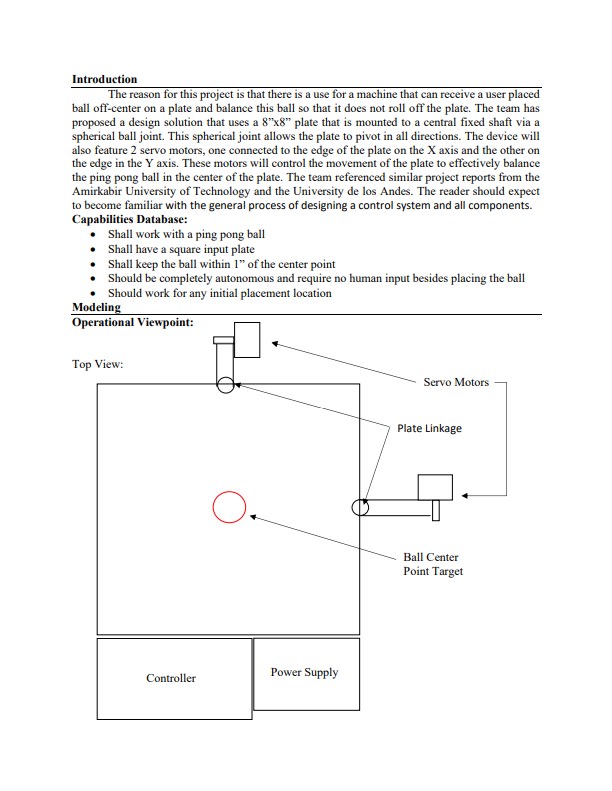 Introduction
The reason for this project is that there is a use for a machine that can receive a user placed
ball off-center on a plate and balance this ball so that it does not roll off the plate. The team has
proposed a design solution that uses a 8”x8” plate that is mounted to a central fixed shaft via a
spherical ball joint. This spherical joint allows the plate to pivot in all directions. The device will
also feature 2 servo motors, one connected to the edge of the plate on the X axis and the other on
the edge in the Y axis. These motors will control the movement of the plate to effectively balance
the ping pong ball in the center of the plate. The team referenced similar project reports from the
Amirkabir University of Technology and the University de los Andes. The reader should expect
to become familiar with the general process of designing a control system and all components.
Capabilities Database:
• Shall work with a ping pong ball
• Shall have a square input plate
• Shall keep the ball within 1” of the center point
• Should be completely autonomous and require no human input besides placing the ball
• Should work for any initial placement location
Modeling
Operational Viewpoint:
Top View:
Servo Motors
Plate Linkage
Ball Center
Point Target
Controller
Power Supply